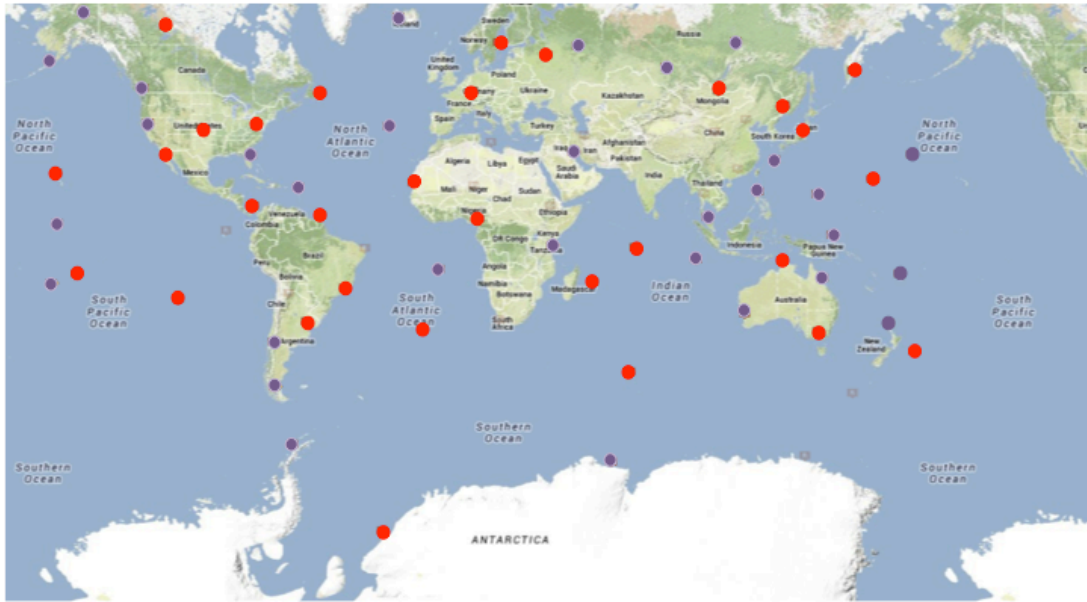 Iceland
Sweden
Norway
Russia
Canada
United
Kingdom
Poland
Germany
Ukraine
France
Kazakhstan
Mongolia
North
Pacific
Ocean
United States
North
Atlantic
Ocean
Spain
Italy
Turkey
China
South Korea
Japan
North
Pacific
Ocean
Iraq
Iran
Afghanistan
Pakistan
Mexico
Algeria
Libya
Egypt
Saudi
Arabia
India
Mali
Niger
Chad
Sudan
Thailand
Venezuela
Colombia
Nigeria
Ethiopia
Kenya
DR Congo
Tanzania
Indonesia
Papua New
Guinea
Peru
Brazil
Bolivia
Angola
Namibia
Botswana
Madagascar
Indian
Ocean
Australia
South
Pacific
Ocean
Chile
South
Atlantic
Ocean
South
Africa
South
Pacific
Ocean
Argentina
New
Zealand
Southern
Ocean
Southern
Ocean
Southern
Ocean
ANTARCTICA